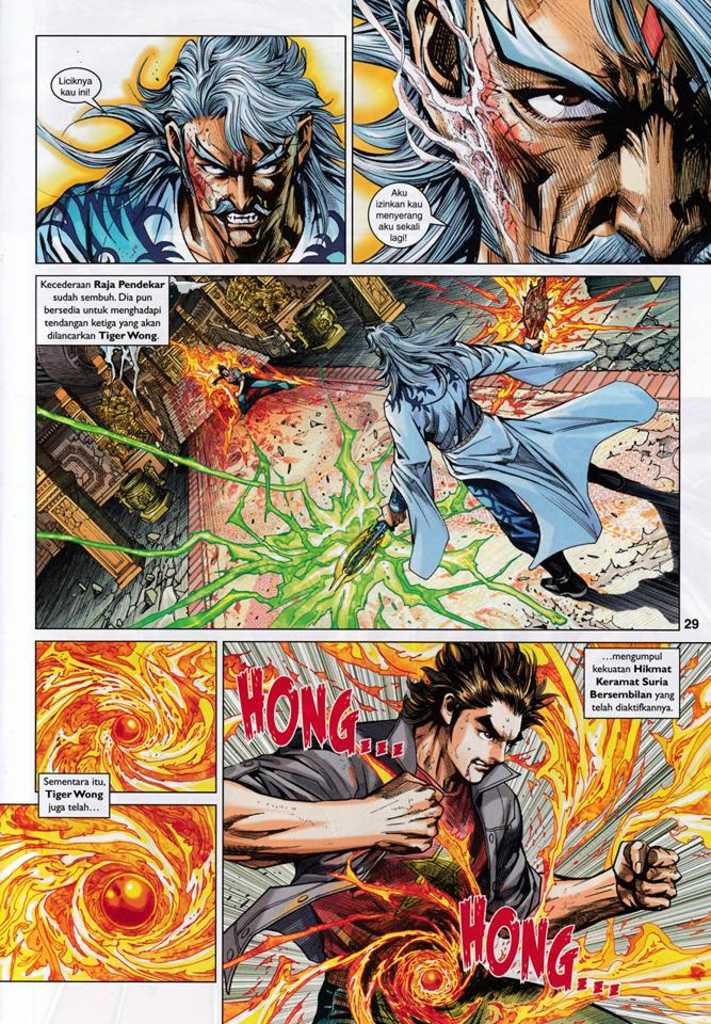 Liciknya
kau ini!
Aku
izinkan kau
menyerang
aku sekali
lagi!
Kecederaan Raja Pendekar
sudah sembuh. Dia pun
bersedia untuk menghadapi
tendangan ketiga yang akan
dilancarkan Tiger Wong.
29
Sementara itu,
Tiger Wong
juga telah...
...mengumpul
kekuatan Hikmat
Keramat Suria
Bersembilan yang
telah diaktifkannya.
HONG...
HONG...